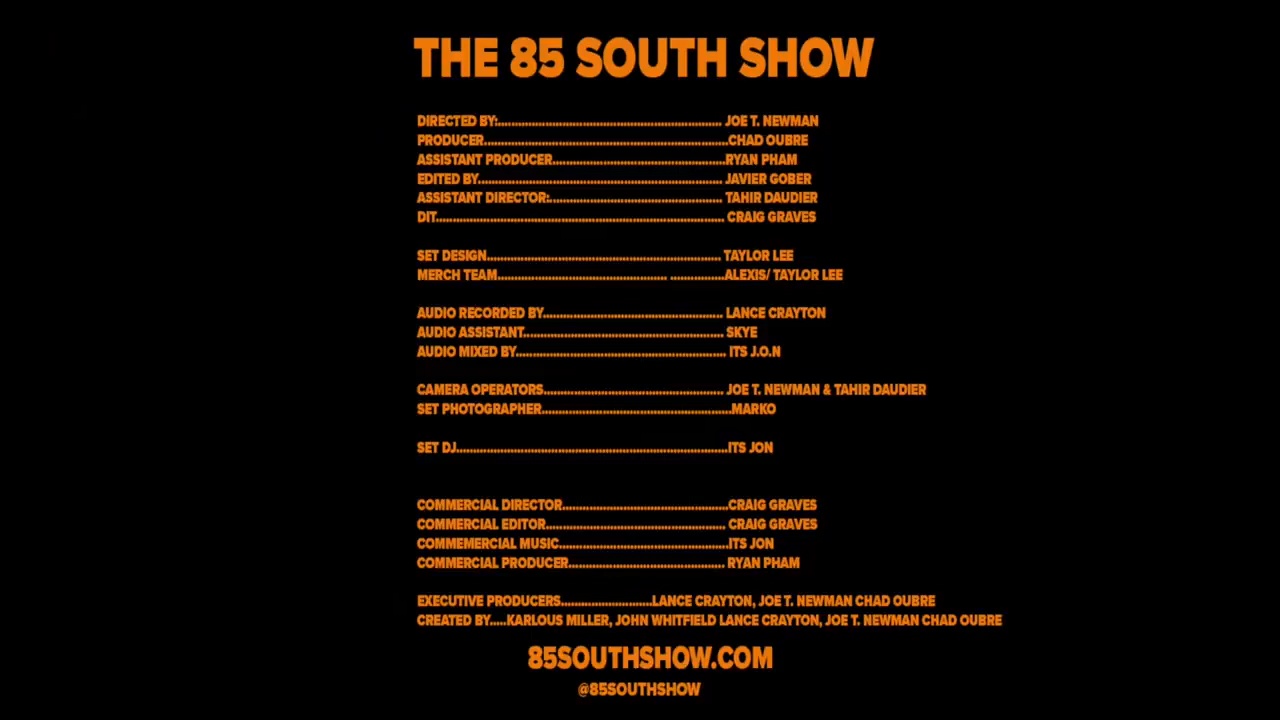 THE 85 SOUTH SHOW
DIRECTED BY:.................................................................... JOE T. NEWMAN
PRODUCER.........................................................................CHAD OUBRE
ASSISTANT PRODUCER....................................................RYAN PHAM
EDITED BY......................................................................... JAVIER GOBER
ASSISTANT DIRECTOR:.................................................... TAHIR DAUDIER
DIT...................................................................................... CRAIG GRAVES
SET DESIGN...................................................................... TAYLOR LEE
MERCH TEAM................................................... ................ALEXIS/ TAYLOR LEE
AUDIO RECORDED BY...................................................... LANCE CRAYTON
AUDIO ASSISTANT............................................................ SKYE
AUDIO MIXED BY............................................................... ITS J.O.N
CAMERA OPERATORS...................................................... JOE T. NEWMAN & TAHIR DAUDIER
SET PHOTOGRAPHER.........................................................MARKO
SET DJ.................................................................................ITS JON
COMMERCIAL DIRECTOR..................................................CRAIG GRAVES
COMMERCIAL EDITOR...................................................... CRAIG GRAVES
COMMEMERCIAL MUSIC...................................................ITS JON
COMMERCIAL PRODUCER............................................... RYAN PHAM
EXECUTIVE PRODUCERS...........................LANCE CRAYTON, JOE T. NEWMAN CHAD OUBRE
CREATED BY.....KARLOUS MILLER, JOHN WHITFIELD LANCE CRAYTON, JOE T. NEWMAN CHAD OUBRE
85SOUTHSHOW.COM
@85SOUTHSHOW